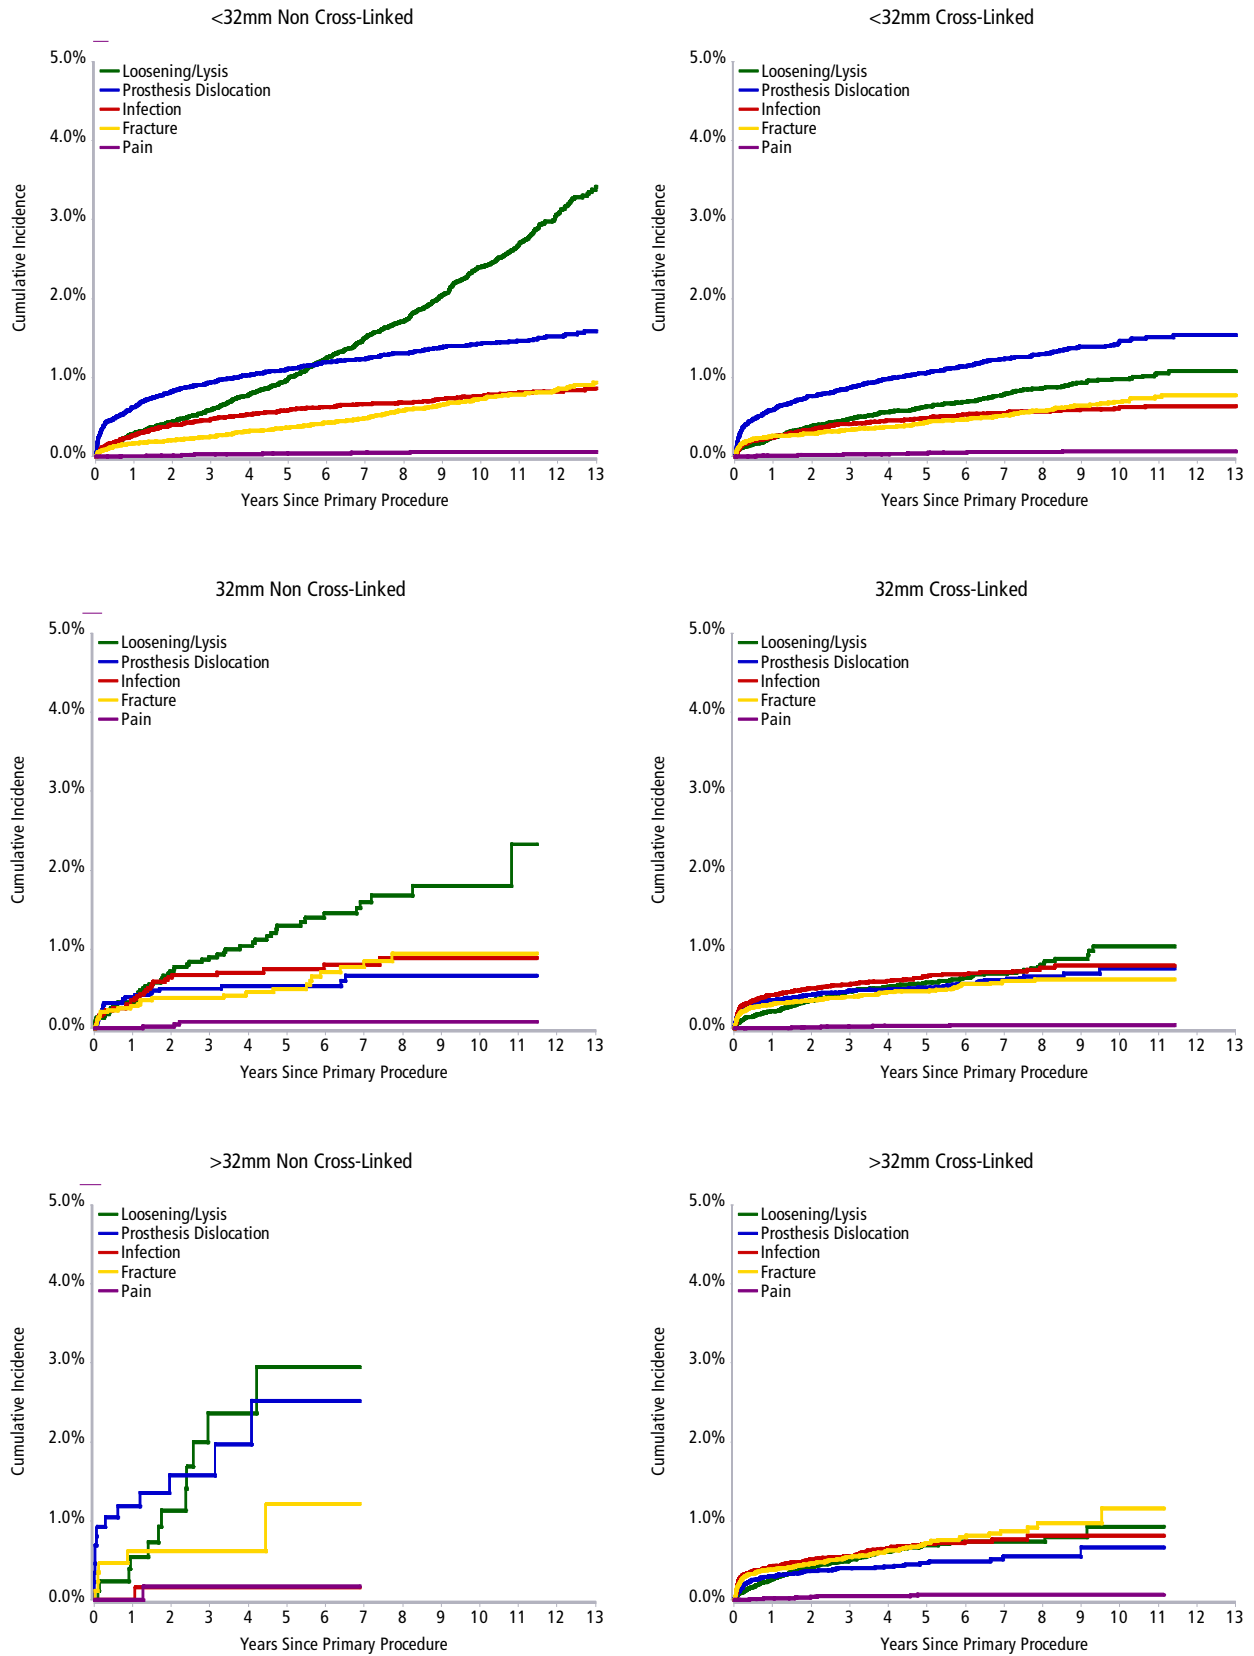 <32mm Non Cross-Linked
5.0%
4.0%
3.0%
2.0%
1.0%
0.0%
Cumulative Incidence
Loosening/Lysis
Prosthesis Dislocation
Infection
Fracture
Pain
0 1 2 3 4 5 6 7 8 9 10 11 12 13
Years Since Primary Procedure
<32mm Cross-Linked
5.0%
4.0%
3.0%
2.0%
1.0%
0.0%
Cumulative Incidence
Loosening/Lysis
Prosthesis Dislocation
Infection
Fracture
Pain
0 1 2 3 4 5 6 7 8 9 10 11 12 13
Years Since Primary Procedure
32mm Non Cross-Linked
5.0%
4.0%
3.0%
2.0%
1.0%
0.0%
Cumulative Incidence
Loosening/Lysis
Prosthesis Dislocation
Infection
Fracture
Pain
0 1 2 3 4 5 6 7 8 9 10 11 12 13
Years Since Primary Procedure
32mm Cross-Linked
5.0%
4.0%
3.0%
2.0%
1.0%
0.0%
Cumulative Incidence
Loosening/Lysis
Prosthesis Dislocation
Infection
Fracture
Pain
0 1 2 3 4 5 6 7 8 9 10 11 12 13
Years Since Primary Procedure
>32mm Non Cross-Linked
5.0%
4.0%
3.0%
2.0%
1.0%
0.0%
Cumulative Incidence
Loosening/Lysis
Prosthesis Dislocation
Infection
Fracture
Pain
0 1 2 3 4 5 6 7 8 9 10 11 12 13
Years Since Primary Procedure
>32mm Cross-Linked
5.0%
4.0%
3.0%
2.0%
1.0%
0.0%
Cumulative Incidence
Loosening/Lysis
Prosthesis Dislocation
Infection
Fracture
Pain
0 1 2 3 4 5 6 7 8 9 10 11 12 13
Years Since Primary Procedure